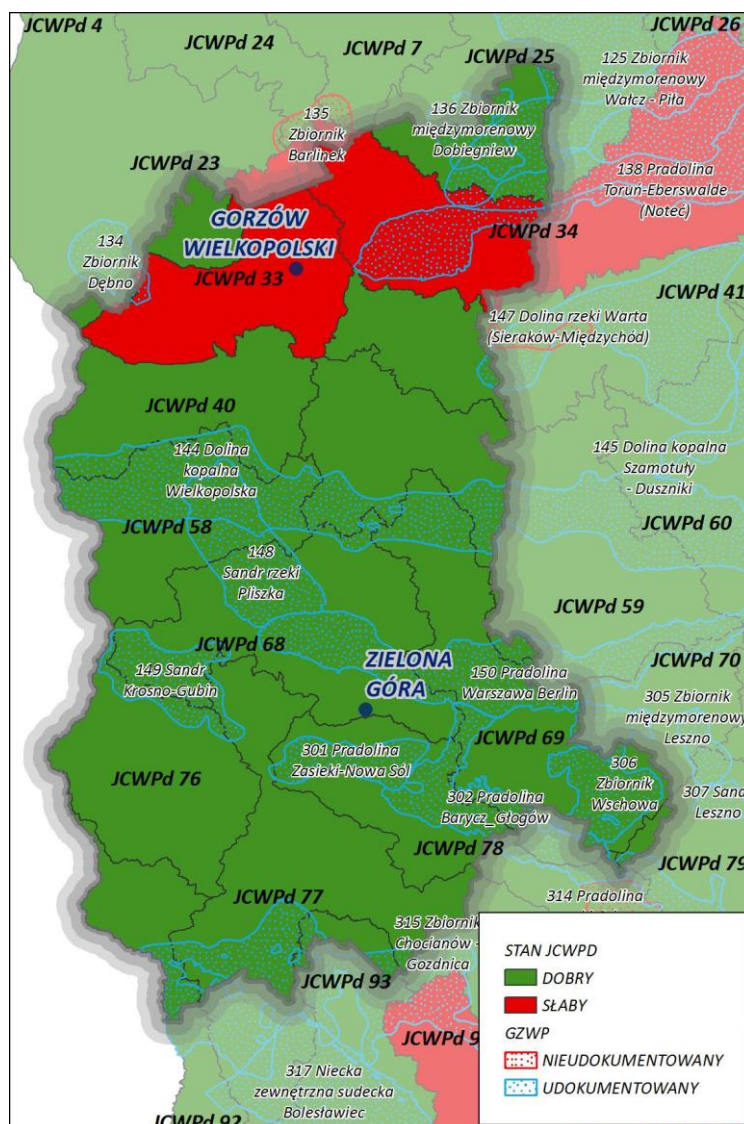 JCWPd 4
JCWPd 24
JCWPd 7
JCWPd 25
JCWPd 26
125 Zbiornik
międzymorenowy
Wałcz - Piła
135
Zbiornik
Barlinek
136 Zbiornik
międzymorenowy
Dobiegniew
138 Pradolina
Toruń-Eberswalde
(Noteć)
JCWPd 23
GORZÓW
WIELKOPOLSKI
JCWPd 34
134
Zbiornik
Dębno
JCWPd 33
147 Dolina rzeki Warta
(Sieraków-Międzychód)
JCWPd 41
JCWPd 40
144 Dolina
kopalna
Wielkopolska
145 Dolina kopalna
Szamotuły
- Duszniki
JCWPd 58
JCWPd 60
148
Sandr rzeki
Pliszka
JCWPd 59
JCWPd 68
ZIELONA
GÓRA
JCWPd 70
149 Sandr
Krosno-Gubin
150 Pradolina
Warszawa Berlin
305 Zbiornik
międzymorenowy
Leszno
301 Pradolina
Zasieki-Nowa Sól
JCWPd 69
JCWPd 76
306
Zbiornik
Wschowa
302 Pradolina
Barycz_Głogów
307 Sandr
Leszno
JCWPd 78
JCWPd 79
JCWPd 77
314 Pradolina
315 Zbiornik
Chocianów -
Gozdnica
JCWPd 93
JCWPd 9
317 Niecka
zewnętrzna sudecka
Bolesławiec
JCWPd 92
STAN JCWPD
DOBRY
SŁABY
GZWP
NIEUDOKUMENTOWANY
UDOKUMENTOWANY